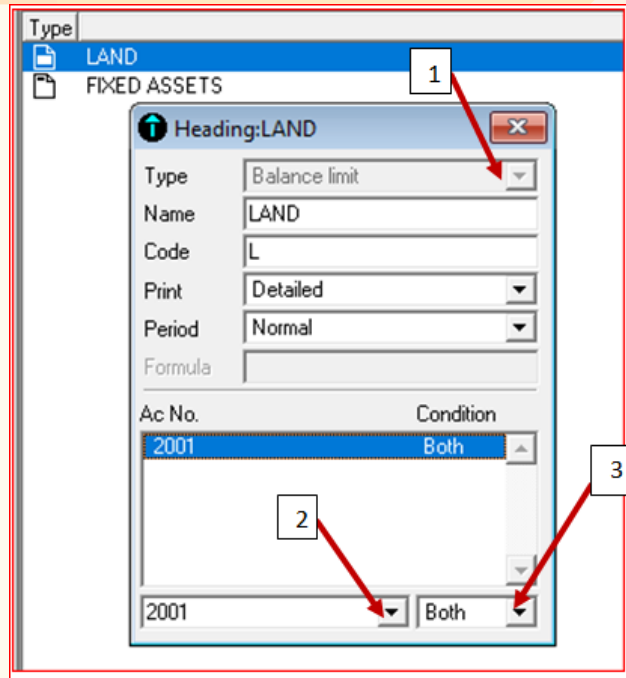 Type
LAND
1
FIXED ASSETS
Heading:LAND
Type Balance limit
Name LAND
Code L
Print Detailed
Period Normal
Formula
Ac No. Condition
2001 Both
3
2
2001 Both